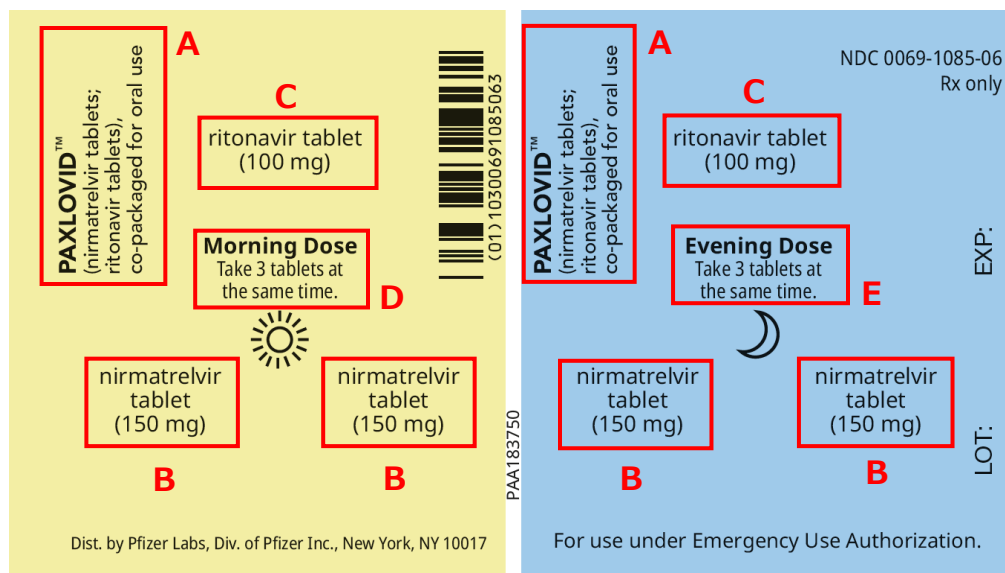 A
PAXLOVID™
(nirmatrelvir tablets;
ritonavir tablets),
co-packaged for oral use
C
ritonavir tablet
(100 mg)
(01)10300691085063
Morning Dose
Take 3 tablets at
the same time.
D
nirmatrelvir
tablet
(150 mg)
B
nirmatrelvir
tablet
(150 mg)
B
Dist. by Pfizer Labs, Div. of Pfizer Inc., New York, NY 10017
PAA183750
A
PAXLOVID™
(nirmatrelvir tablets;
ritonavir tablets),
co-packaged for oral use
NDC 0069-1085-06
Rx only
C
ritonavir tablet
(100 mg)
Evening Dose
Take 3 tablets at
the same time.
E
EXP:
nirmatrelvir
tablet
(150 mg)
B
nirmatrelvir
tablet
(150 mg)
B
LOT:
For use under Emergency Use Authorization.